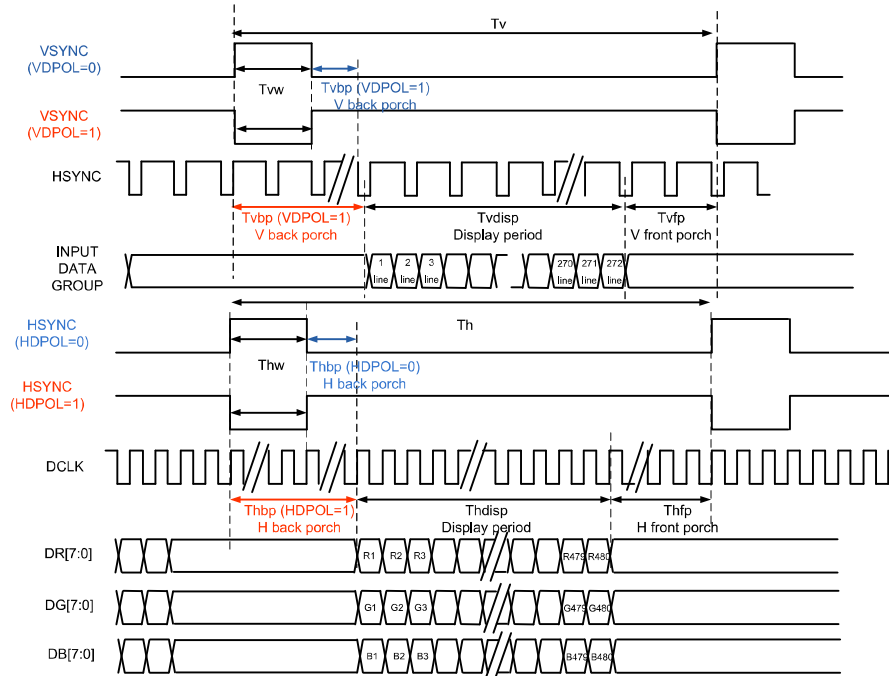 Tv
VSYNC
(VDPOL=0)
Tvw
Tvbp (VDPOL=1)
V back porch
VSYNC
(VDPOL=1)
HSYNC
Tvbp (VDPOL=1)
V back porch
Tvdisp
Display period
Tvfp
V front porch
INPUT
DATA
GROUP
1
line
2
line
3
line
270
line
271
line
272
line
Th
HSYNC
(HDPOL=0)
Thw
Thbp (HDPOL=0)
H back porch
HSYNC
(HDPOL=1)
DCLK
Thbp (HDPOL=1)
H back porch
Thdisp
Display period
Thfp
H front porch
DR[7:0]
R1 R2 R3 R479 R480
DG[7:0]
G1 G2 G3 G479 G480
DB[7:0]
B1 B2 B3 B479 B480